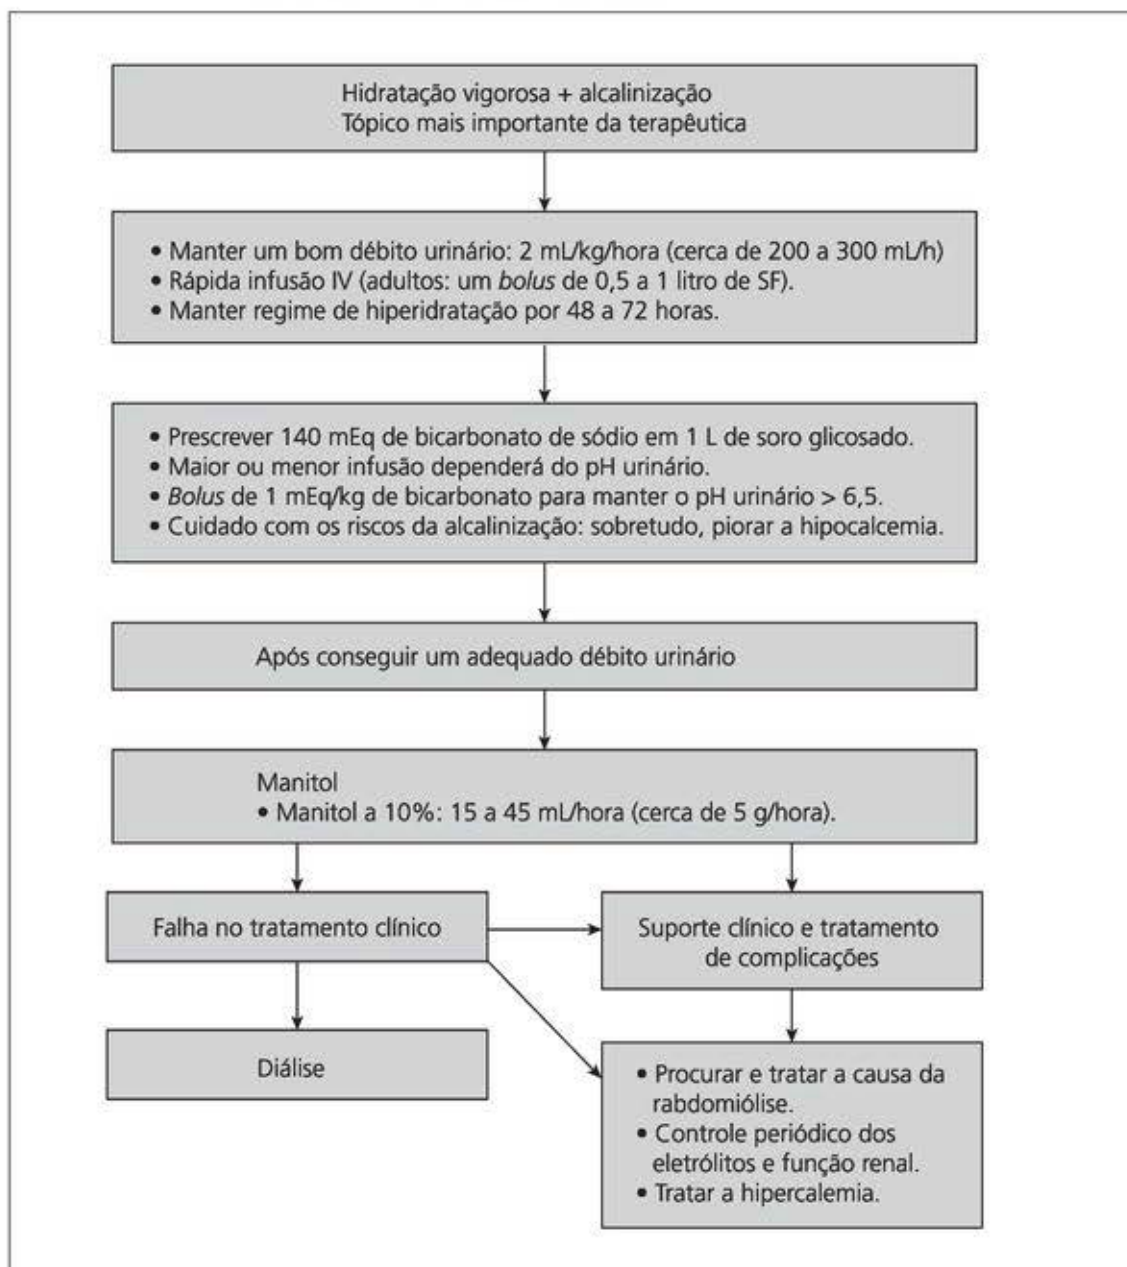 Hidratação vigorosa + alcalinização
Tópico mais importante da terapêutica
• Manter um bom débito urinário: 2 mL/kg/hora (cerca de 200 a 300 mL/h)
• Rápida infusão IV (adultos: um bolus de 0,5 a 1 litro de SF).
• Manter regime de hiperidratação por 48 a 72 horas.
• Prescrever 140 mEq de bicarbonato de sódio em 1 L de soro glicosado.
• Maior ou menor infusão dependerá do pH urinário.
• Bolus de 1 mEq/kg de bicarbonato para manter o pH urinário > 6,5.
• Cuidado com os riscos da alcalinização: sobretudo, piorar a hipocalcemia.
Após conseguir um adequado débito urinário
Manitol
• Manitol a 10%: 15 a 45 mL/hora (cerca de 5 g/hora).
Falha no tratamento clínico
Suporte clínico e tratamento
de complicações
Diálise
• Procurar e tratar a causa da
rabdomiólise.
• Controle periódico dos
eletrólitos e função renal.
• Tratar a hipercalemia.